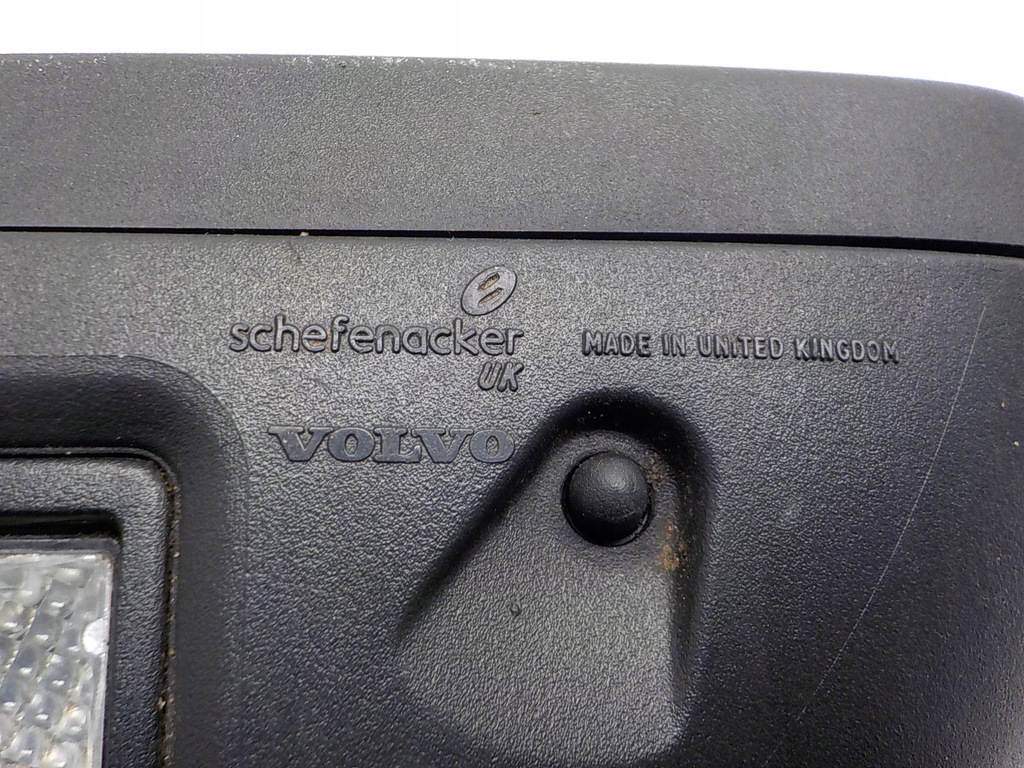 schefenacker
UK
MADE IN UNITED KINGDOM
VOLVO